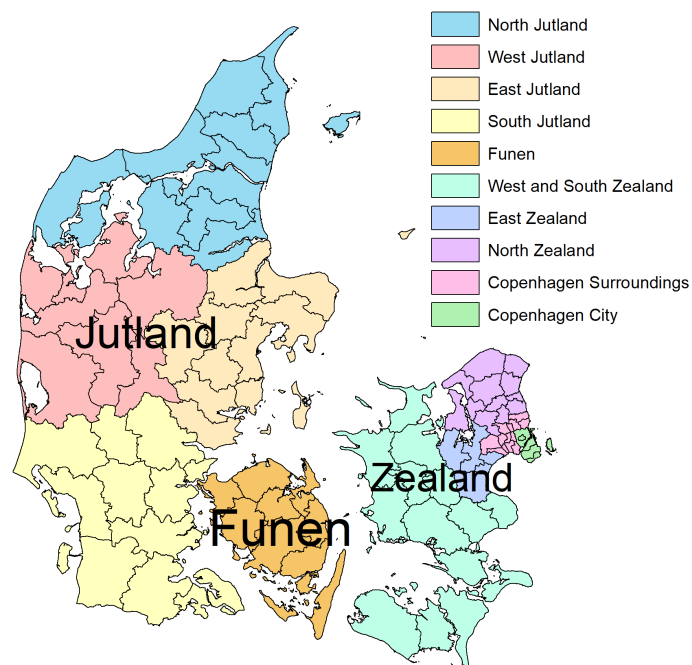 North Jutland
West Jutland
East Jutland
South Jutland
Funen
West and South Zealand
East Zealand
North Zealand
Copenhagen Surroundings
Copenhagen City
Jutland
Zealand
Funen